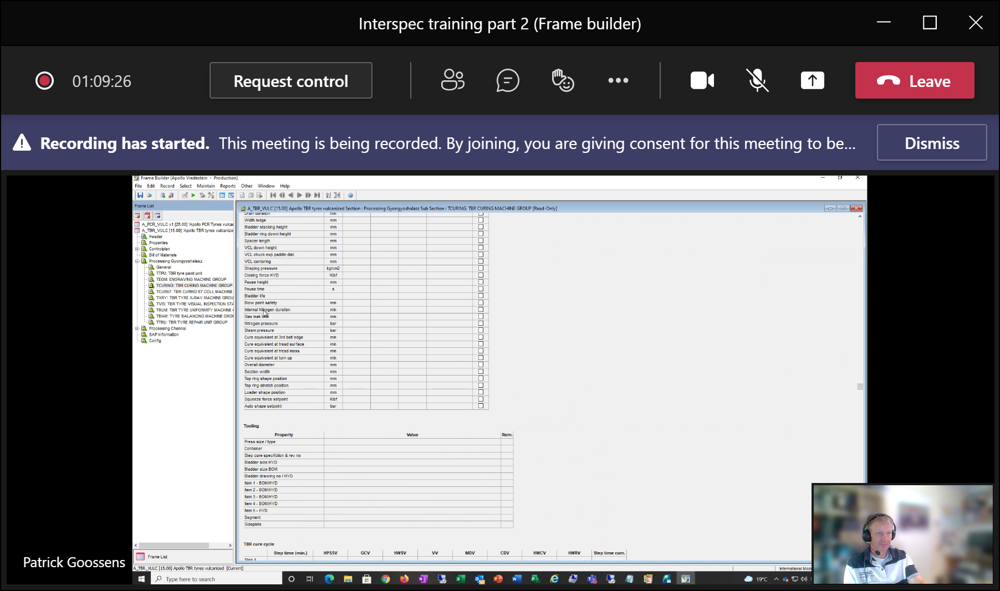 Interspec training part 2 (Frame builder)
01:09:26
Request control
Leave
Recording has started. This meeting is being recorded. By joining, you are giving consent for this meeting to be...
Dismiss
Frame Builder (Apollo Vredestein - Production)
File Edit Record Select Maintain Reports Other Window Help
Frame List
A_PCR_VULC v1 [25.00] 'Apollo PCR Tyres vulca
A_TBR_VULC [15.00] 'Apollo TBR tyres vulcanize
Header
Properties
Controlplan
Bill of Materials
Processing Gyongyoshalasz
General
TTPU: TBR tyre paint unit
TEGM: ENGRAVING MACHINE GROUP
TCURING: TBR CURING MACHINE GROUP
TCUR67: TBR CURING 67 COLL MACHINE
TXRY: TBR TYRE X-RAY MACHINE GROU
TVIS: TBR TYRE VISUAL INSPECTION STA
TRUM: TBR TYRE UNIFORMITY MACHINE
TBAM: TYRE BALANCING MACHINE GRO
TTRU: TBR TYRE REPAIR UNIT GROUP
Processing Chennai
SAP information
Config
Frame List
A_TBR_VULC [15.00] Apollo TBR tyres vulcanized Section : Processing Gyongyoshalasz Sub Section : TCURING: TBR CURING MACHINE GROUP [Read-Only]
Drain duration min
Width ledge mm
Bladder stacking height mm
Bladder ring down height mm
Spacer length mm
VCL down height mm
VCL chuck exp paddle dist. mm
VCL centering mm
Shaping pressure kg/cm2
Closing force HYD Klbf
Pause height mm
Pause time s
Bladder life
Blow point safety min
Internal Nitrogen duration min
Gas leak time min
Nitrogen pressure bar
Steam pressure bar
Cure equivalent at 3rd belt edge min
Cure equivalent at tread surface min
Cure equivalent at tread mass min
Cure equivalent at turn up min
Overall diameter mm
Section width mm
Top ring shape position mm
Top ring stretch position mm
Loader shape position mm
Squeeze force setpoint Klbf
Auto shape setpoint bar
Tooling
Property Value Rem.
Press size / type
Container
Step cure specifction & rev no
Bladder size HYD
Bladder size BOM
Bladder drawing no / HYD
Item 1 - BOM/HYD
Item 2 - BOM/HYD
Item 3 - BOM/HYD
Item 4 - BOM/HYD
Item 5 - HYD
Segment
Sideplate
TBR cure cycle
Step time (min.) HPSSV GCV HWSV VV MDV CDV HWCV HWRV Step time cum.
Step 1
A_TBR_VULC [15.00] Apollo TBR tyres vulcanized [Current]
International Mode
Type here to search
19°C
Patrick Goossens